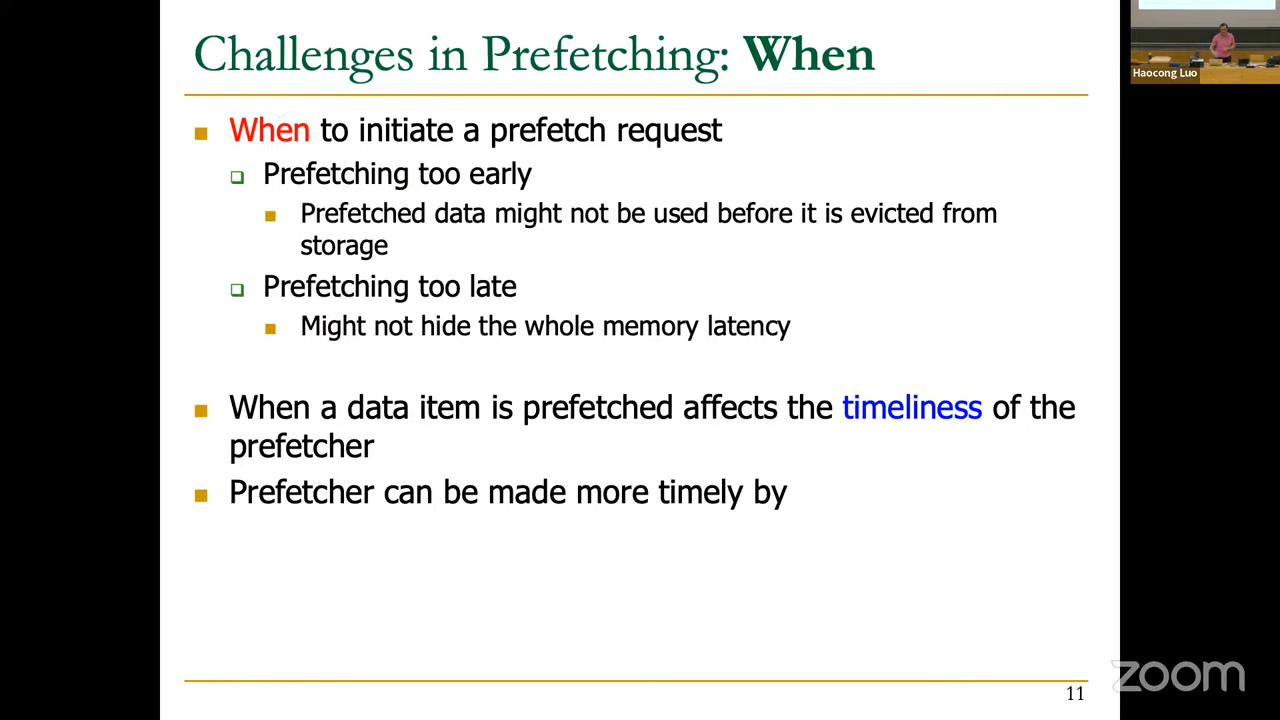 Challenges in Prefetching: When
When to initiate a prefetch request
Prefetching too early
Prefetched data might not be used before it is evicted from
storage
Prefetching too late
Might not hide the whole memory latency
When a data item is prefetched affects the timeliness of the
prefetcher
Prefetcher can be made more timely by
11
Haocong Luo
zoom